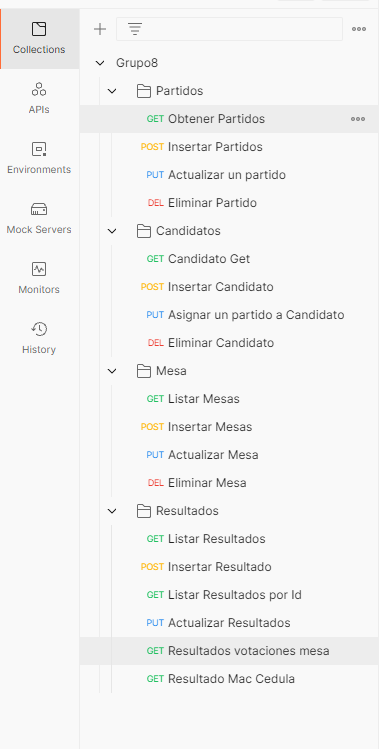 Collections
APIs
Environments
Mock Servers
Monitors
History
Grupo8
Partidos
GET Obtener Partidos
POST Insertar Partidos
PUT Actualizar un partido
DEL Eliminar Partido
Candidatos
GET Candidato Get
POST Insertar Candidato
PUT Asignar un partido a Candidato
DEL Eliminar Candidato
Mesa
GET Listar Mesas
POST Insertar Mesas
PUT Actualizar Mesa
DEL Eliminar Mesa
Resultados
GET Listar Resultados
POST Insertar Resultado
GET Listar Resultados por Id
PUT Actualizar Resultados
GET Resultados votaciones mesa
GET Resultado Mac Cedula